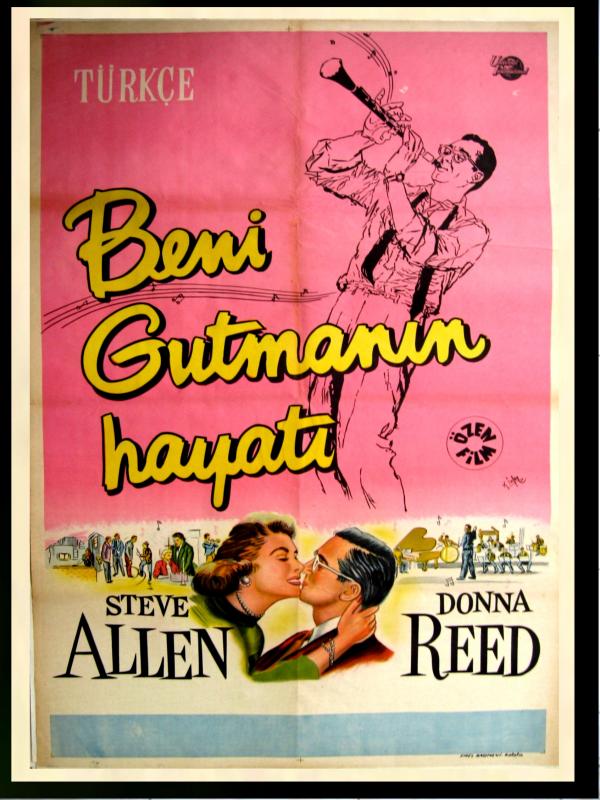 TÜRKÇE
Beni
Gutmanın
hayatı
ÖZEN
FİLM
STEVE
ALLEN
DONNA
REED